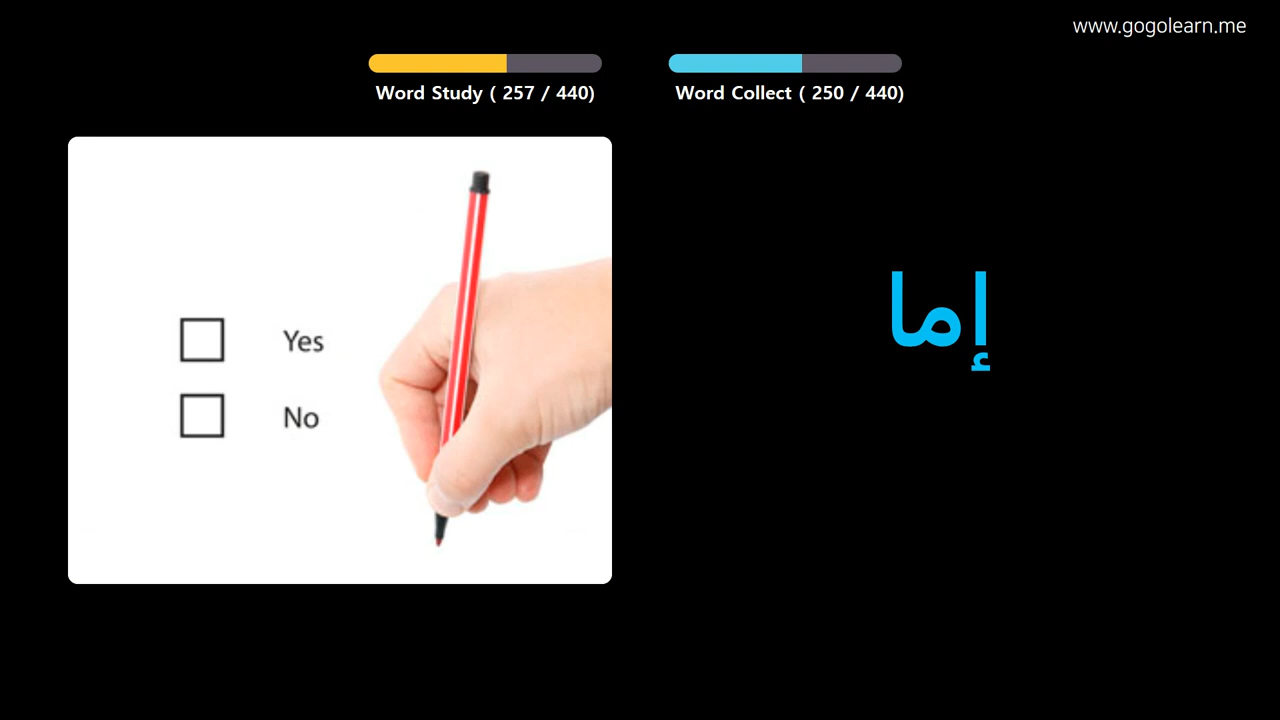 www.gogolearn.me
Word Study ( 257 / 440)
Word Collect ( 250 / 440)
Yes
No
إما